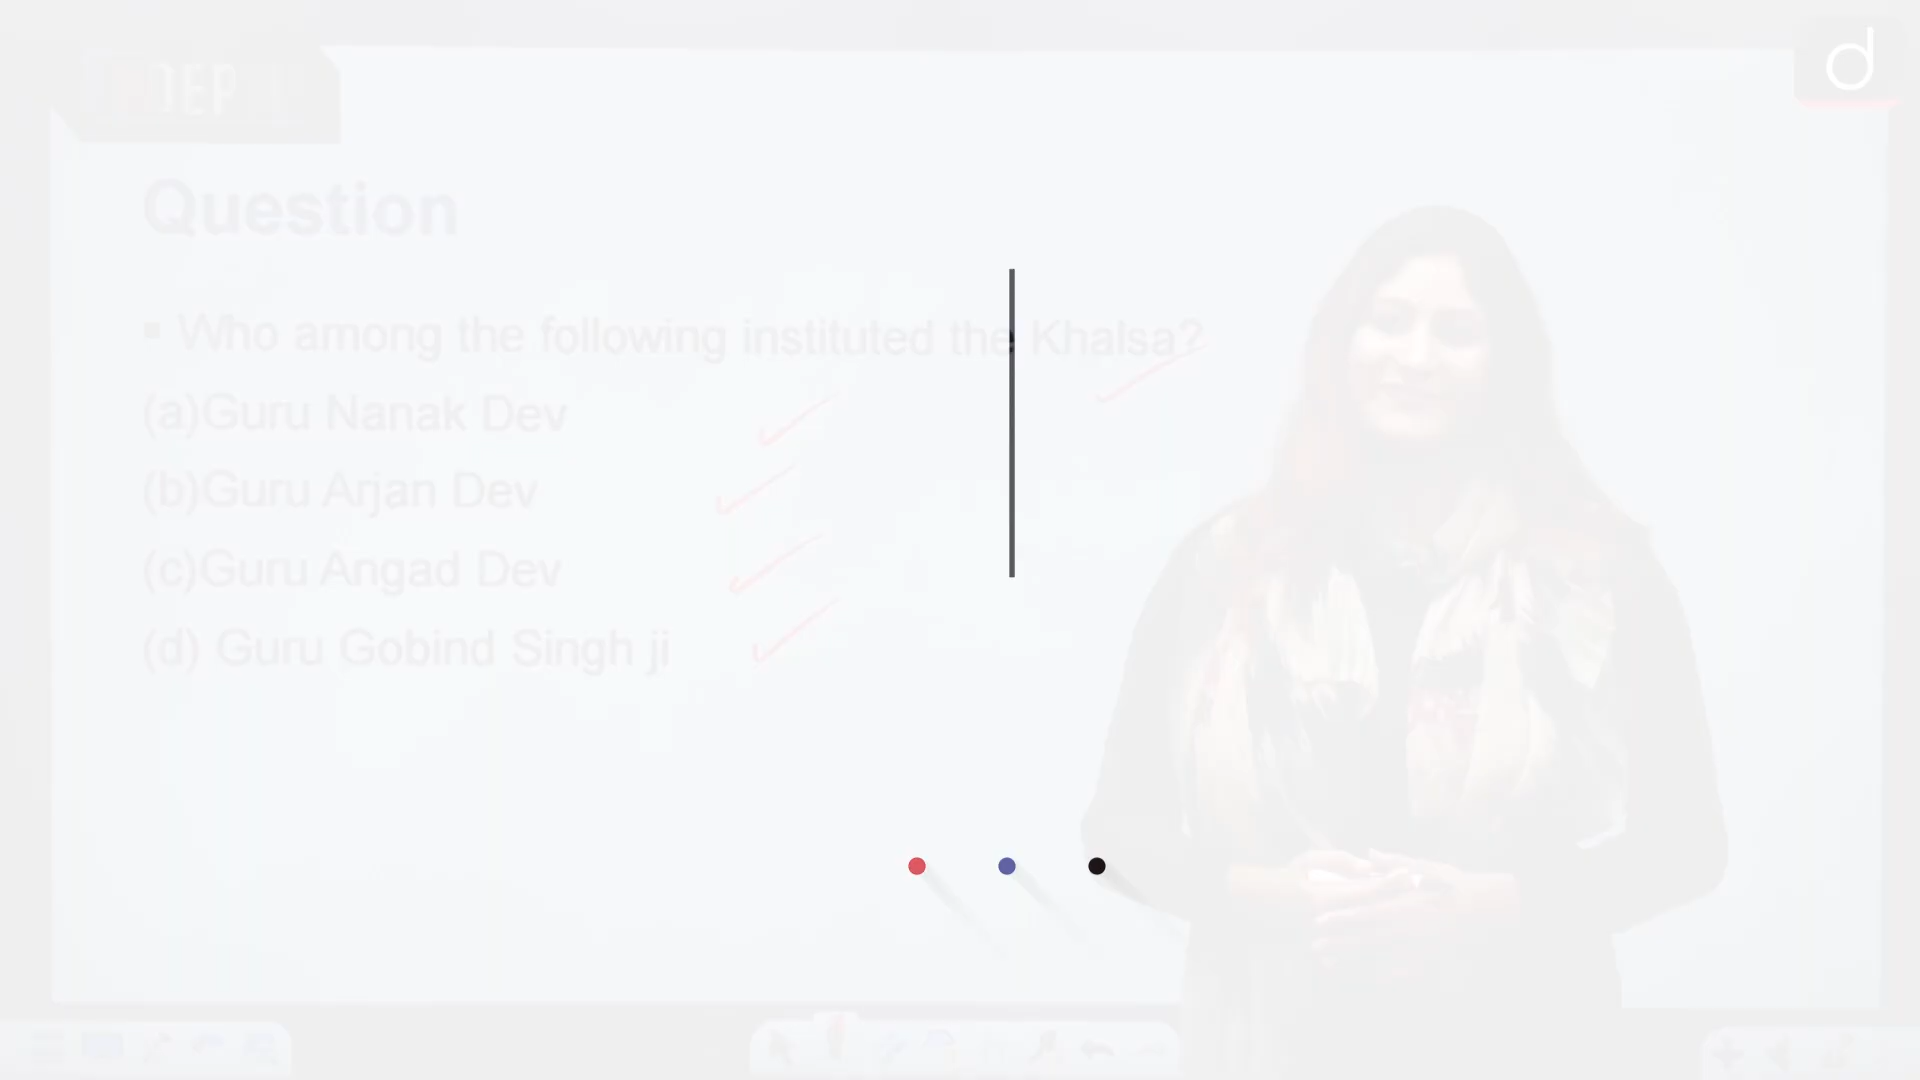 DEP
d
Question
▪ Who among the following instituted the Khalsa?
(a)Guru Nanak Dev
(b)Guru Arjan Dev
(c)Guru Angad Dev
(d) Guru Gobind Singh ji